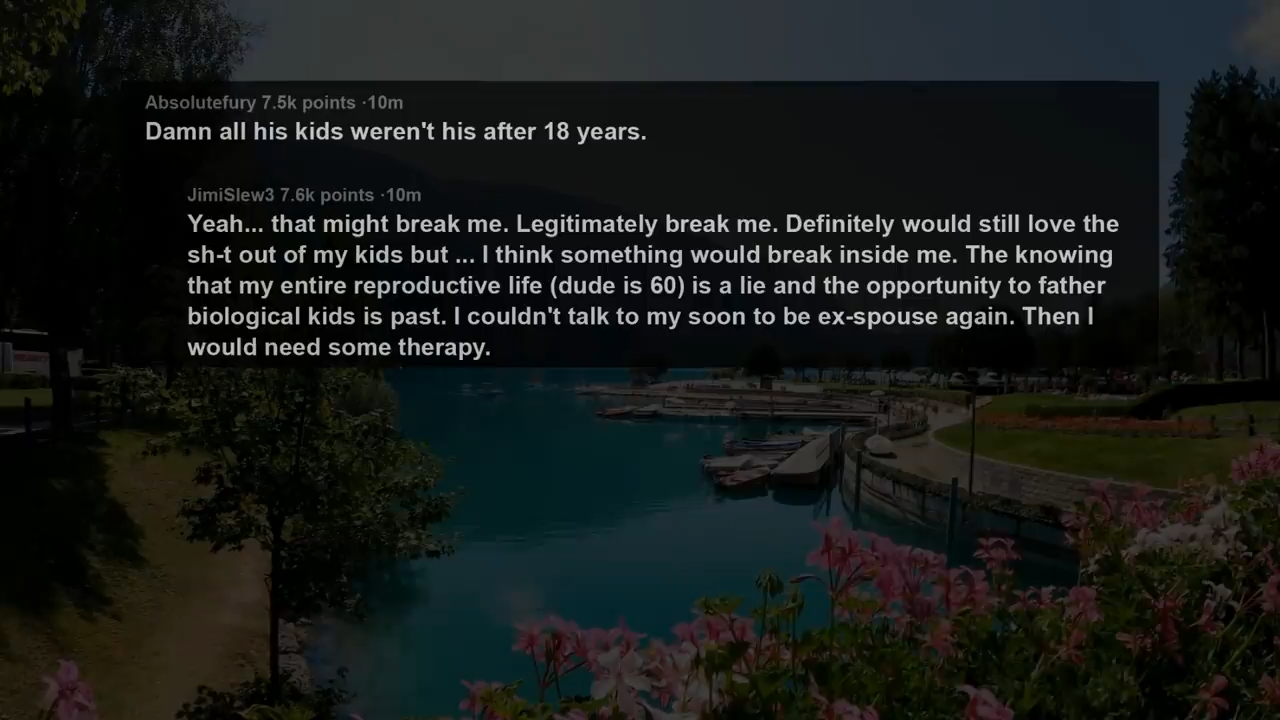 Absolutefury 7.5k points ·10m
Damn all his kids weren't his after 18 years.
JimiSlew3 7.6k points ·10m
Yeah... that might break me. Legitimately break me. Definitely would still love the
sh-t out of my kids but ... I think something would break inside me. The knowing
that my entire reproductive life (dude is 60) is a lie and the opportunity to father
biological kids is past. I couldn't talk to my soon to be ex-spouse again. Then I
would need some therapy.